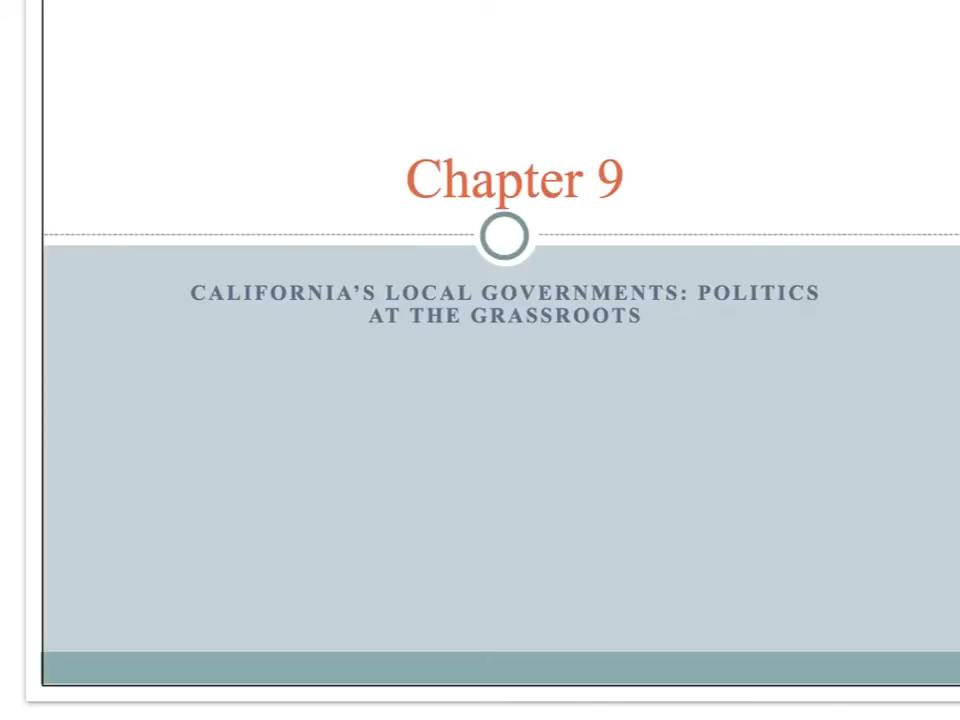 Chapter 9
CALIFORNIA’S LOCAL GOVERNMENTS: POLITICS
AT THE GRASSROOTS